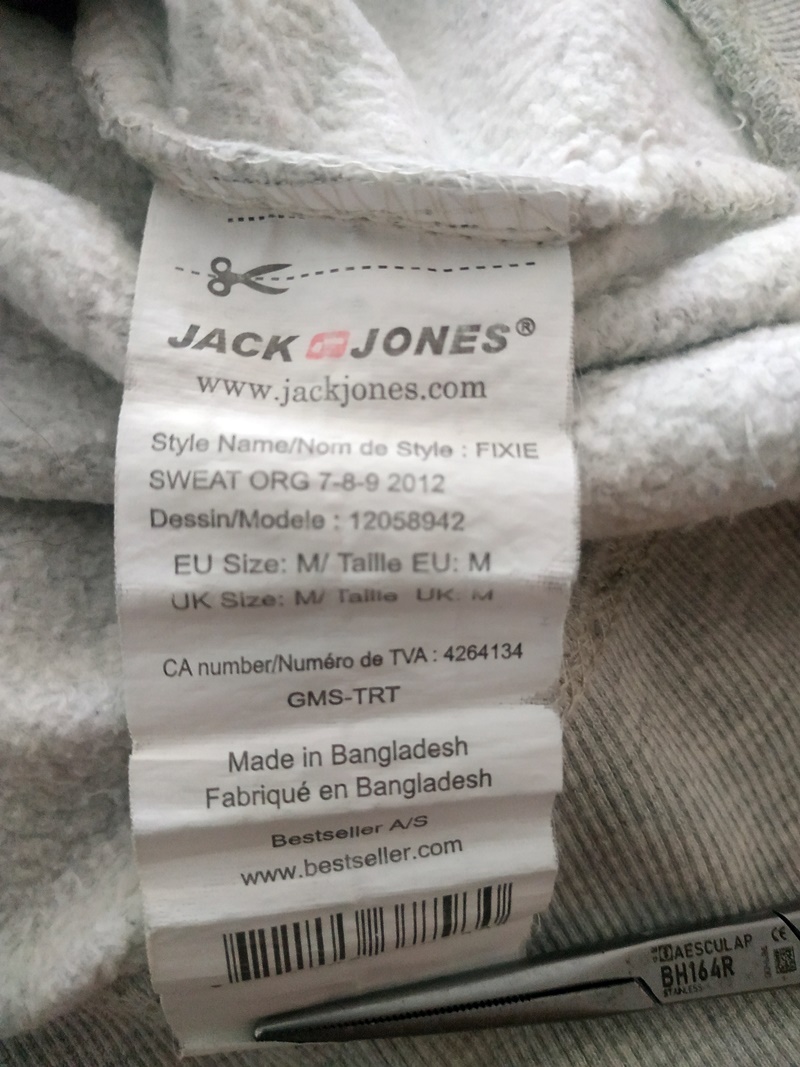 JACK JONES®
www.jackjones.com
Style Name/Nom de Style : FIXIE
SWEAT ORG 7-8-9 2012
Dessin/Modele : 12058942
EU Size: M/ Taille EU: M
UK Size: M/ Taille UK: M
CA number/Numéro de TVA : 4264134
GMS-TRT
Made in Bangladesh
Fabriqué en Bangladesh
Bestseller A/S
www.bestseller.com
AESCULAP CE
BH164R
STAINLESS